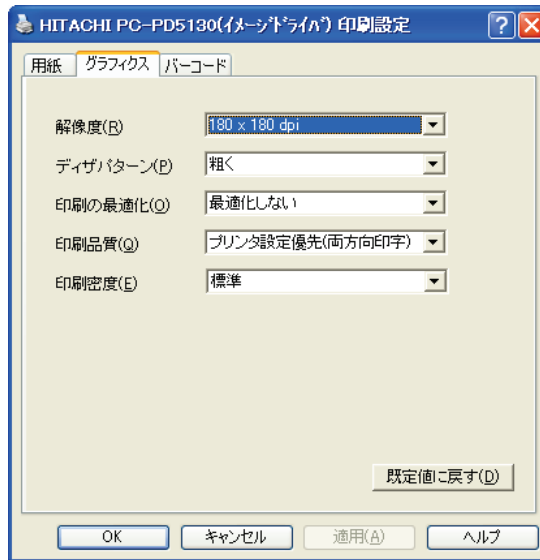 HITACHI PC-PD5130(ｲﾒｰｼﾞﾄﾞﾗｲﾊﾞ) 印刷設定
用紙 グラフィクス バーコード
解像度(R) 180 x 180 dpi
ディザパターン(P) 粗く
印刷の最適化(O) 最適化しない
印刷品質(Q) プリンタ設定優先(両方向印字)
印刷密度(E) 標準
既定値に戻す(D)
OK キャンセル 適用(A) ヘルプ